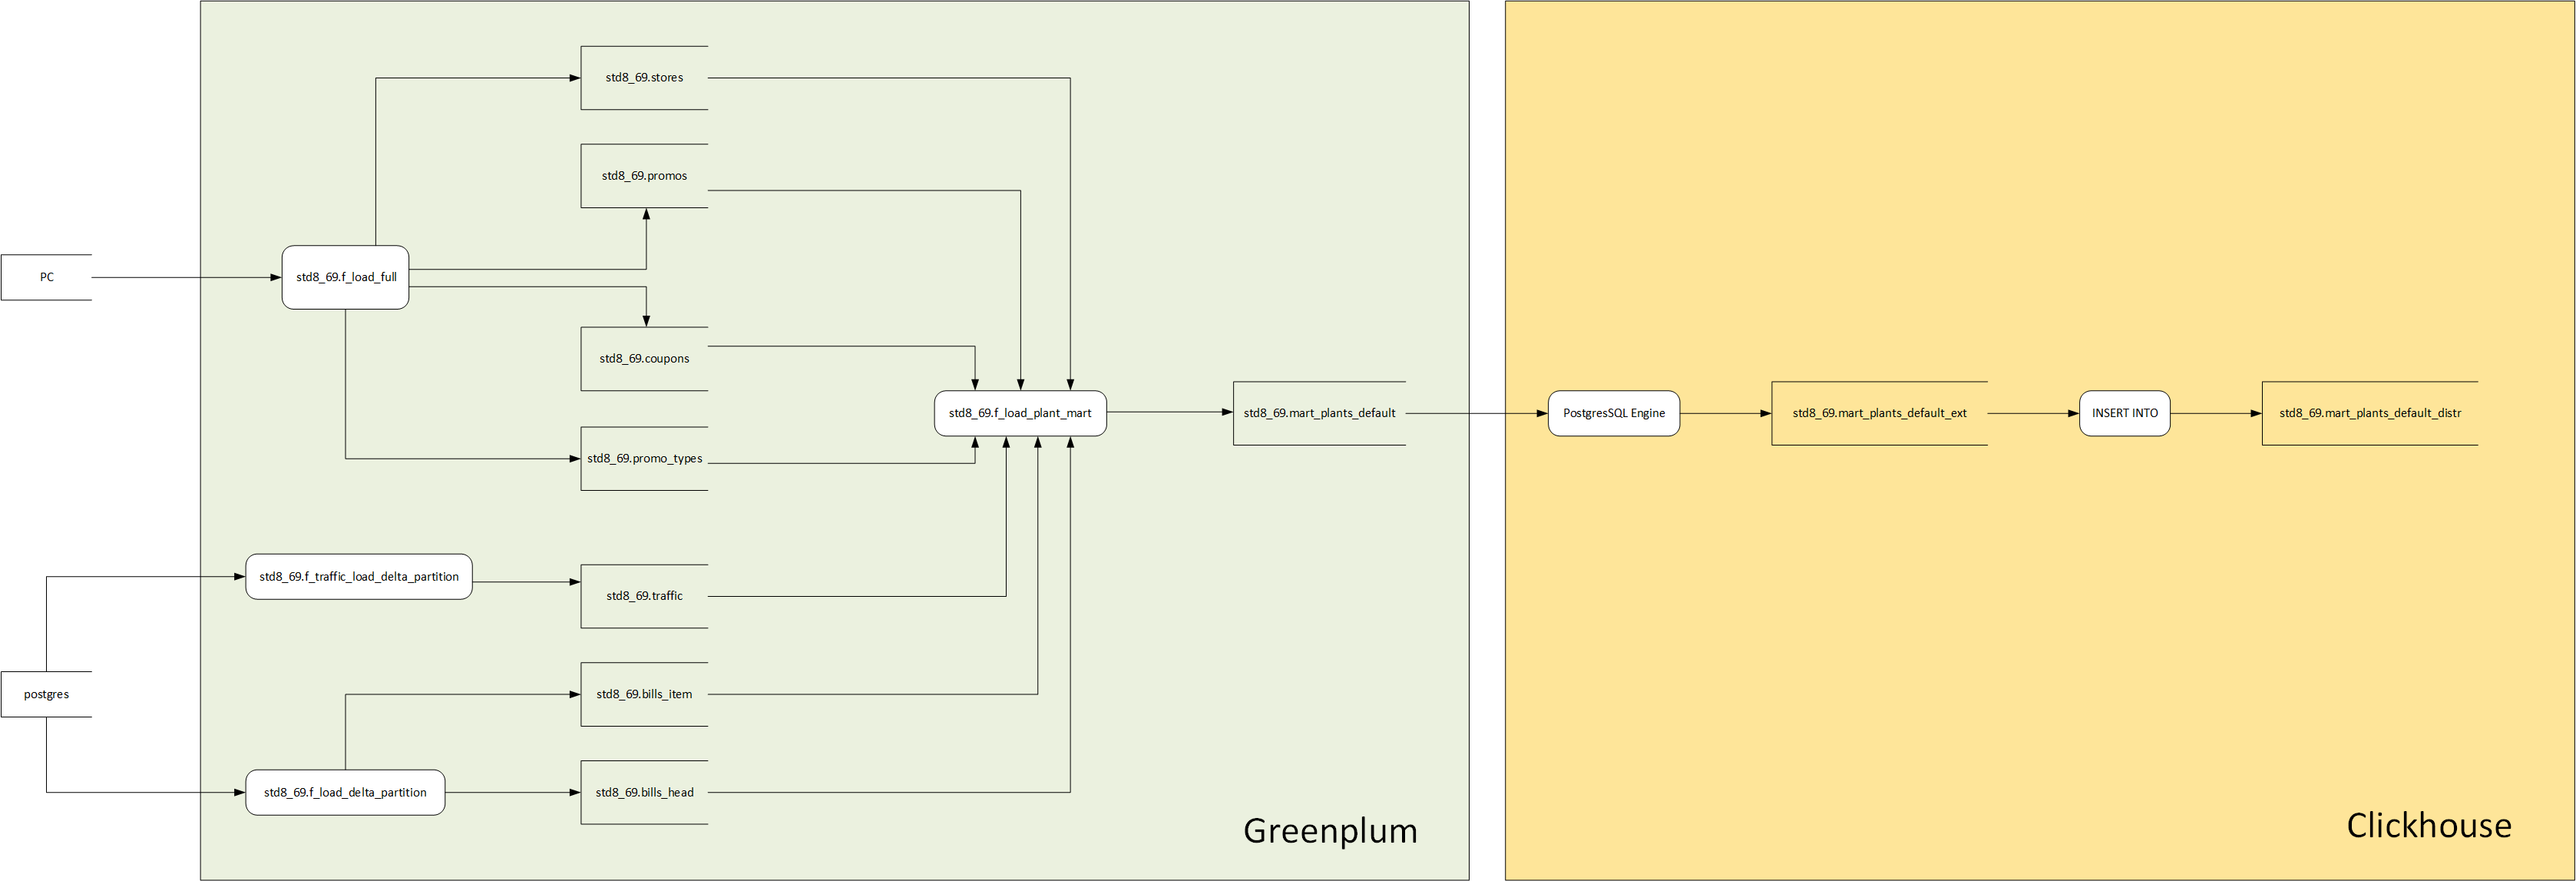 std8_69.stores
std8_69.promos
PC
std8_69.f_load_full
std8_69.coupons
std8_69.f_load_plant_mart
std8_69.mart_plants_default
PostgresSQL Engine
std8_69.mart_plants_default_ext
INSERT INTO
std8_69.mart_plants_default_distr
std8_69.promo_types
std8_69.f_traffic_load_delta_partition
std8_69.traffic
postgres
std8_69.bills_item
std8_69.f_load_delta_partition
std8_69.bills_head
Greenplum
Clickhouse